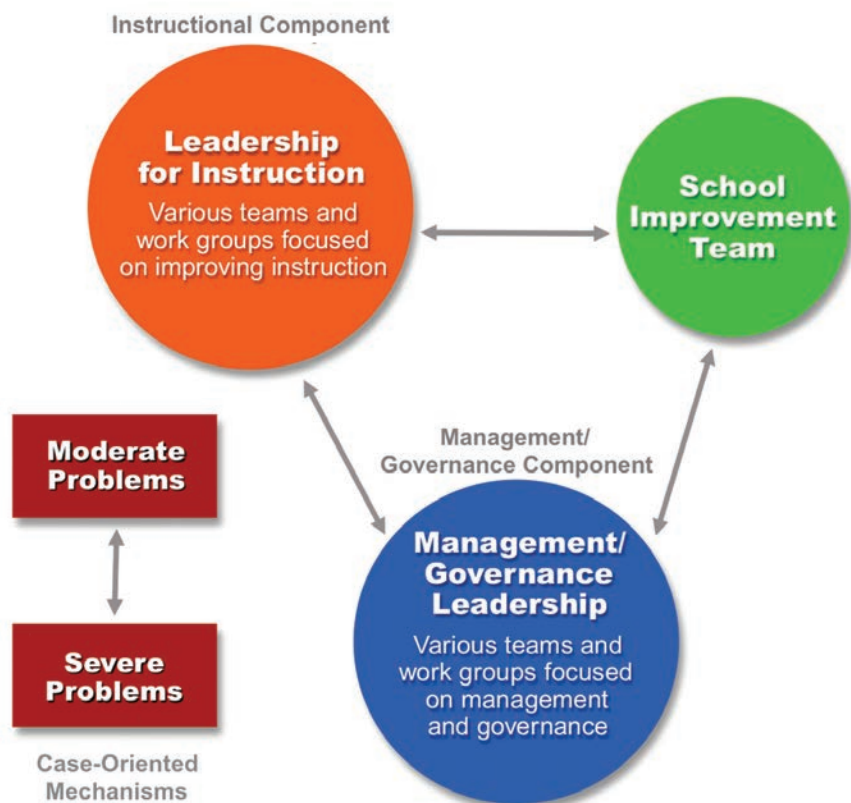 Instructional Component
Leadership
for Instruction
Various teams and
work groups focused
on improving instruction
School
Improvement
Team
Moderate
Problems
Severe
Problems
Case-Oriented
Mechanisms
Management/
Governance Component
Management/
Governance
Leadership
Various teams and
work groups focused
on management
and governance